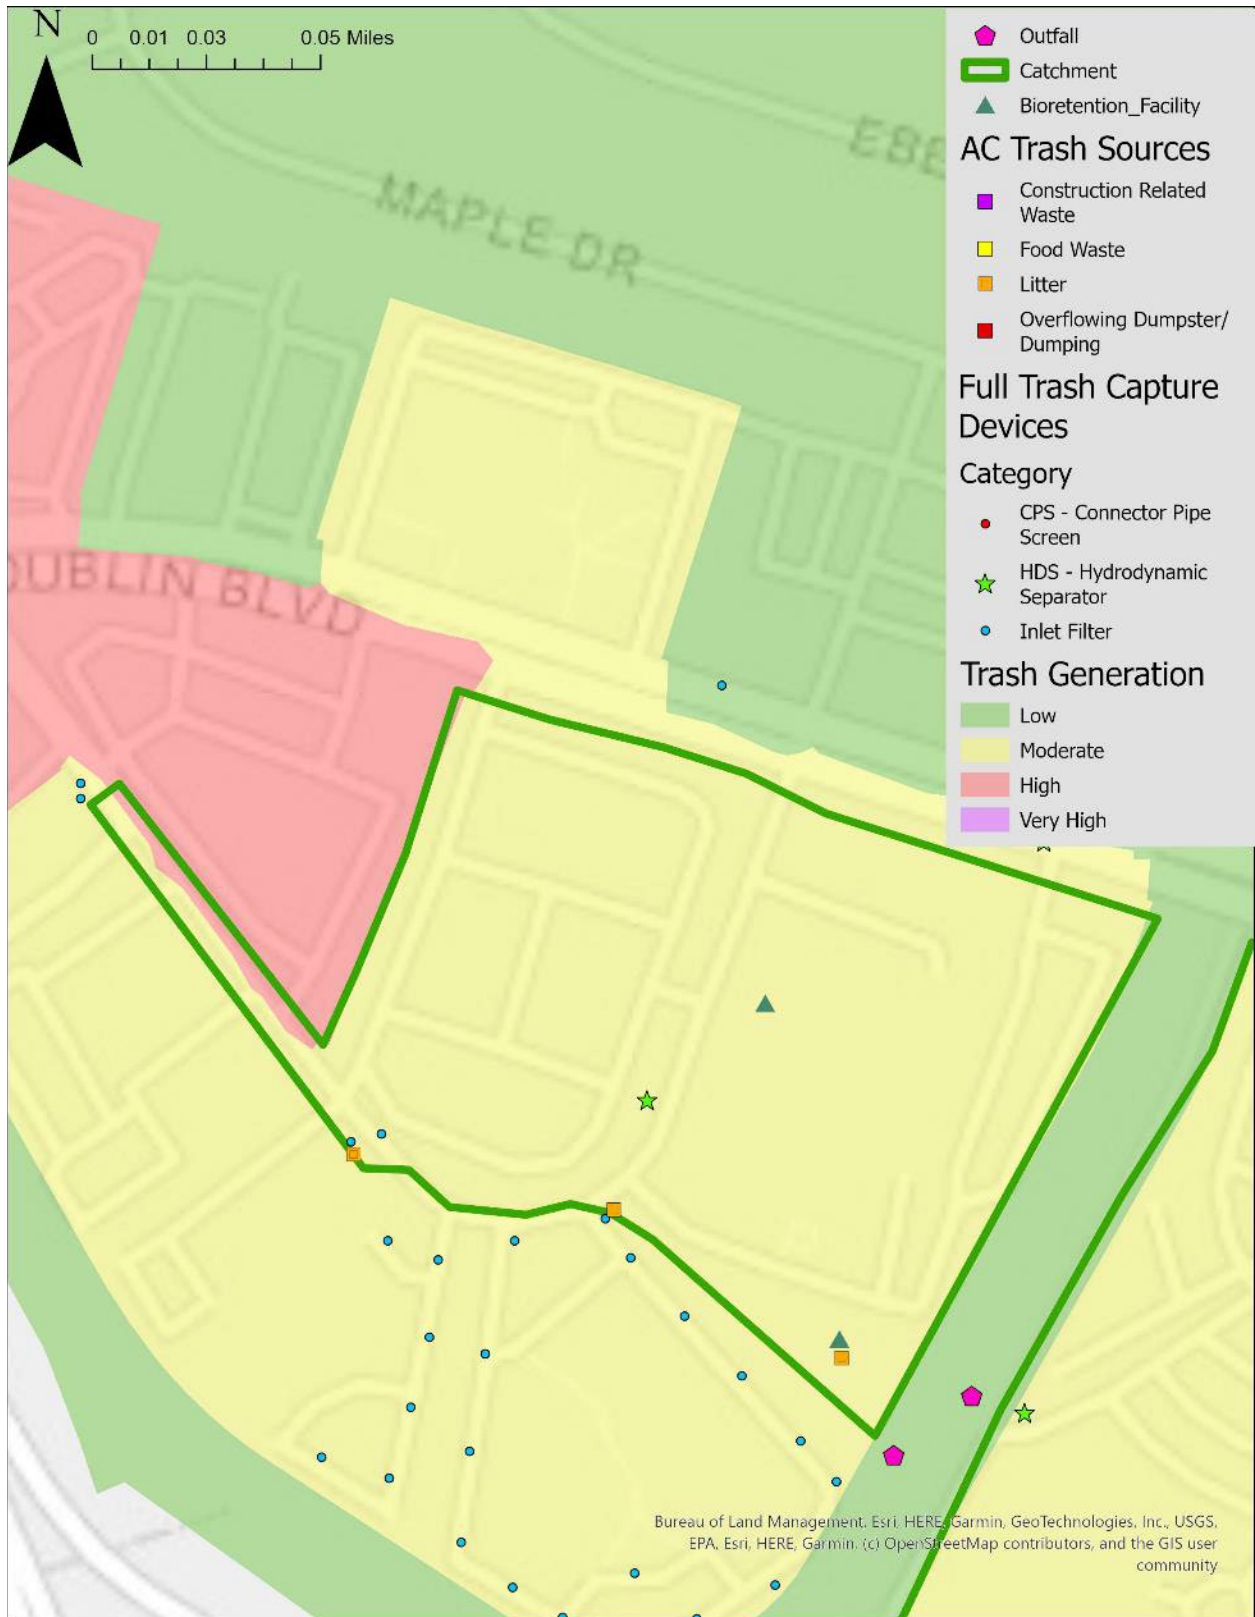 N
0 0.01 0.03 0.05 Miles
Outfall
Catchment
Bioretention_Facility
AC Trash Sources
Construction Related
Waste
Food Waste
Litter
Overflowing Dumpster/
Dumping
Full Trash Capture
Devices
Category
CPS - Connector Pipe
Screen
HDS - Hydrodynamic
Separator
Inlet Filter
Trash Generation
Low
Moderate
High
Very High
EBE
MAPLE DR
DUBLIN BLVD
Bureau of Land Management, Esri, HERE, Garmin, GeoTechnologies, Inc., USGS,
EPA, Esri, HERE, Garmin, (c) OpenStreetMap contributors, and the GIS user
community